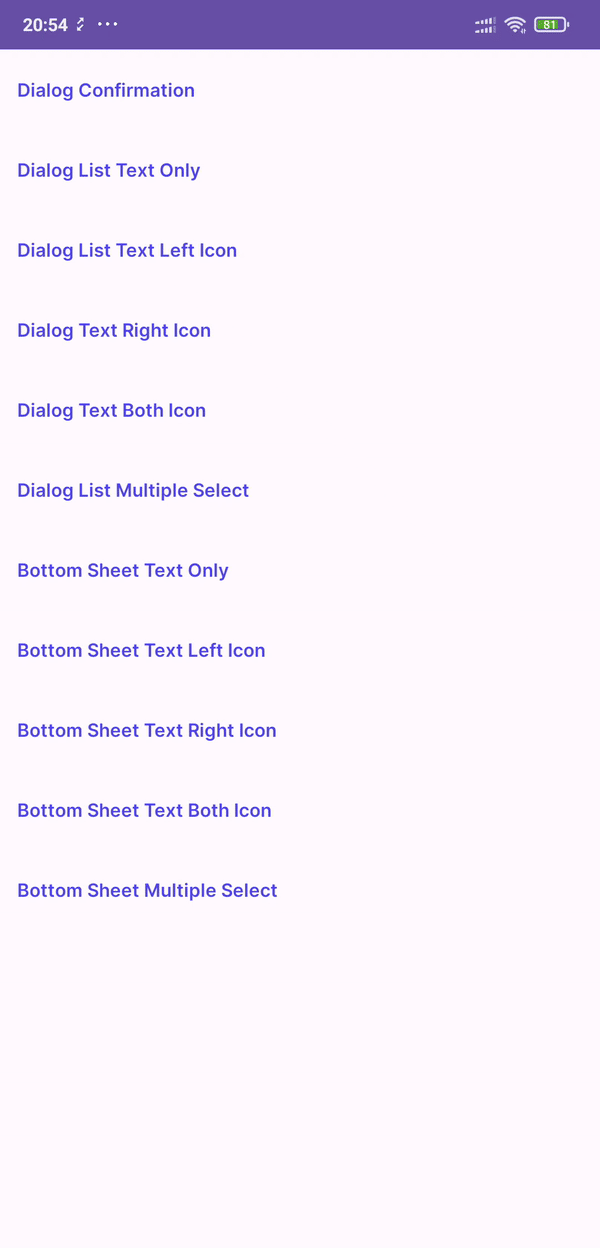 20:54 81
Dialog Confirmation
Dialog List Text Only
Dialog List Text Left Icon
Dialog Text Right Icon
Dialog Text Both Icon
Dialog List Multiple Select
Bottom Sheet Text Only
Bottom Sheet Text Left Icon
Bottom Sheet Text Right Icon
Bottom Sheet Text Both Icon
Bottom Sheet Multiple Select